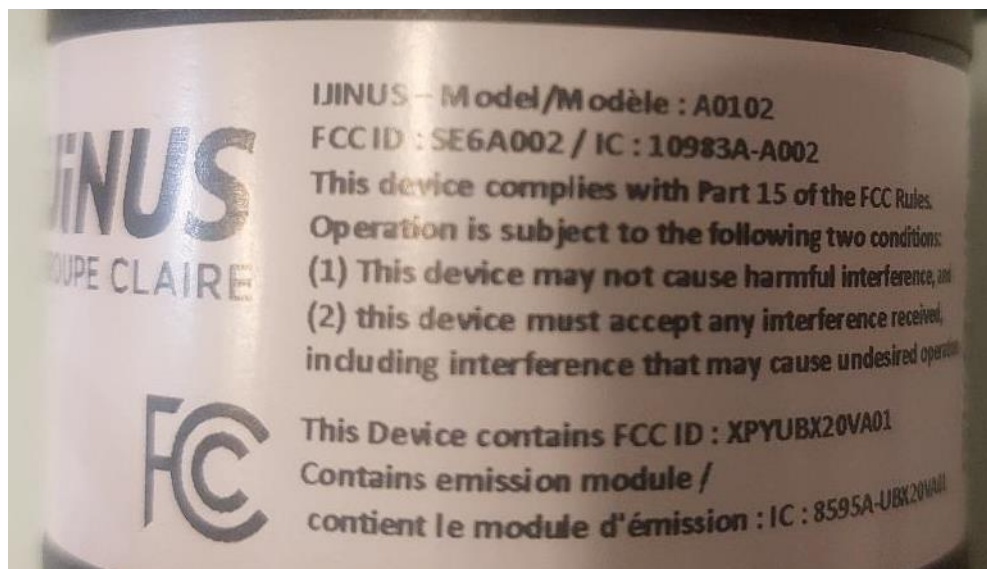 IJINUS
GROUPE CLAIRE
IJINUS – Model/Modèle : A0102
FCC ID : SE6A002 / IC : 10983A-A002
This device complies with Part 15 of the FCC Rules.
Operation is subject to the following two conditions:
(1) This device may not cause harmful interference, and
(2) this device must accept any interference received,
including interference that may cause undesired operation.
FC
This Device contains FCC ID : XPYUBX20VA01
Contains emission module /
contient le module d'émission : IC : 8595A-UBX20VA01